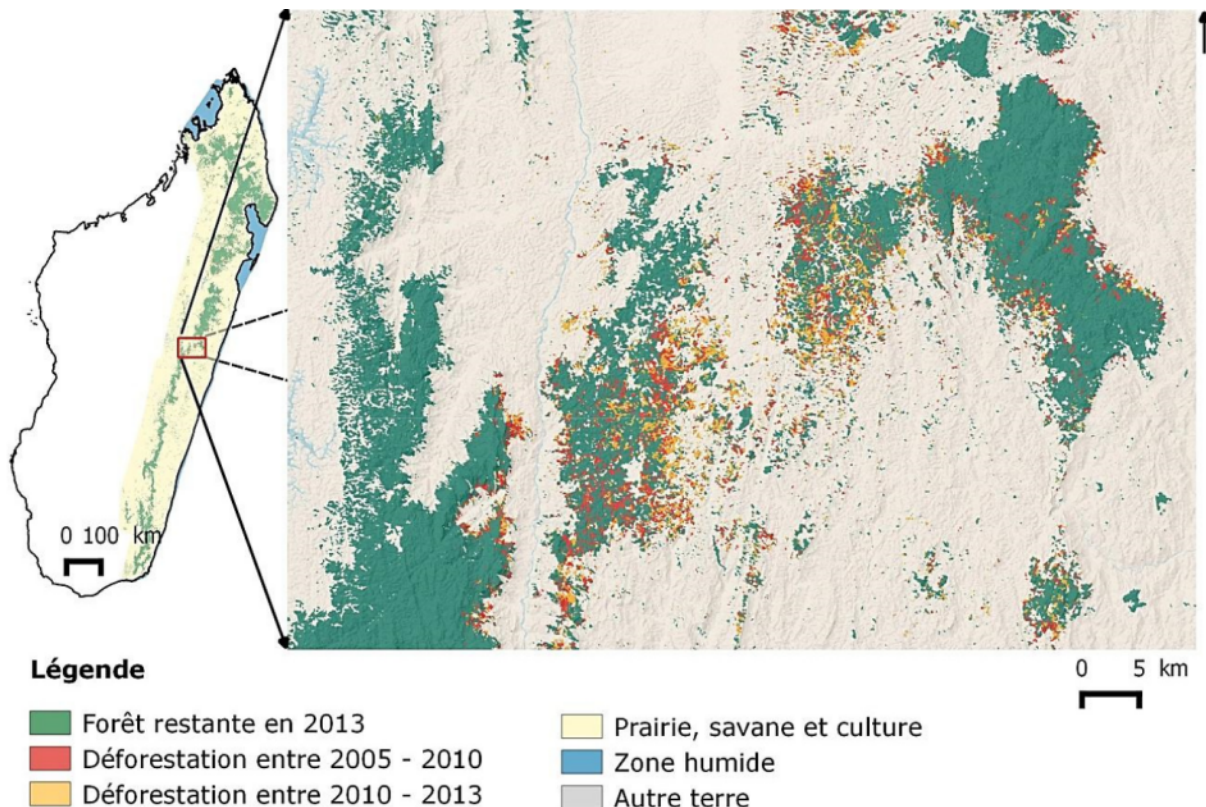 0 100 km
0 5 km
Légende
Forêt restante en 2013
Déforestation entre 2005 - 2010
Déforestation entre 2010 - 2013
Prairie, savane et culture
Zone humide
Autre terre